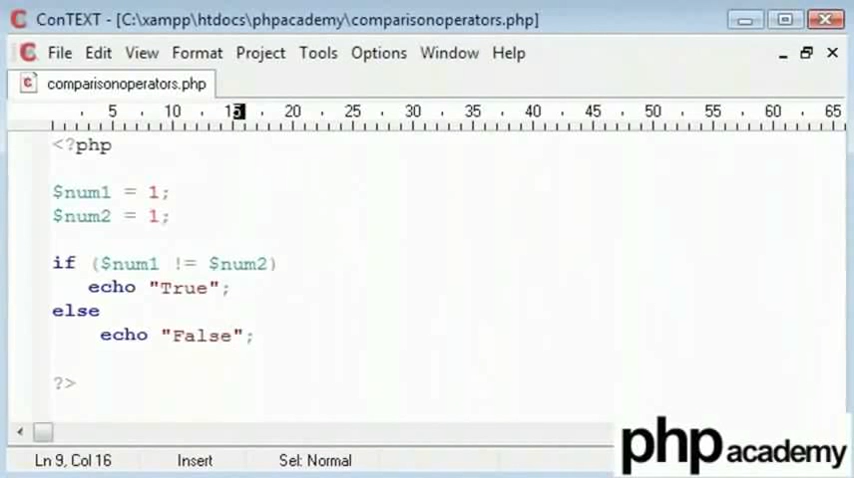 ConTEXT - [C:\xampp\htdocs\phpacademy\comparisonoperators.php]
File Edit View Format Project Tools Options Window Help
comparisonoperators.php
5 10 15 20 25 30 35 40 45 50 55 60 65
<?php
$num1 = 1;
$num2 = 1;
if ($num1 != $num2)
echo "True";
else
echo "False";
?>
Ln 9, Col 16 Insert Sel: Normal
php academy